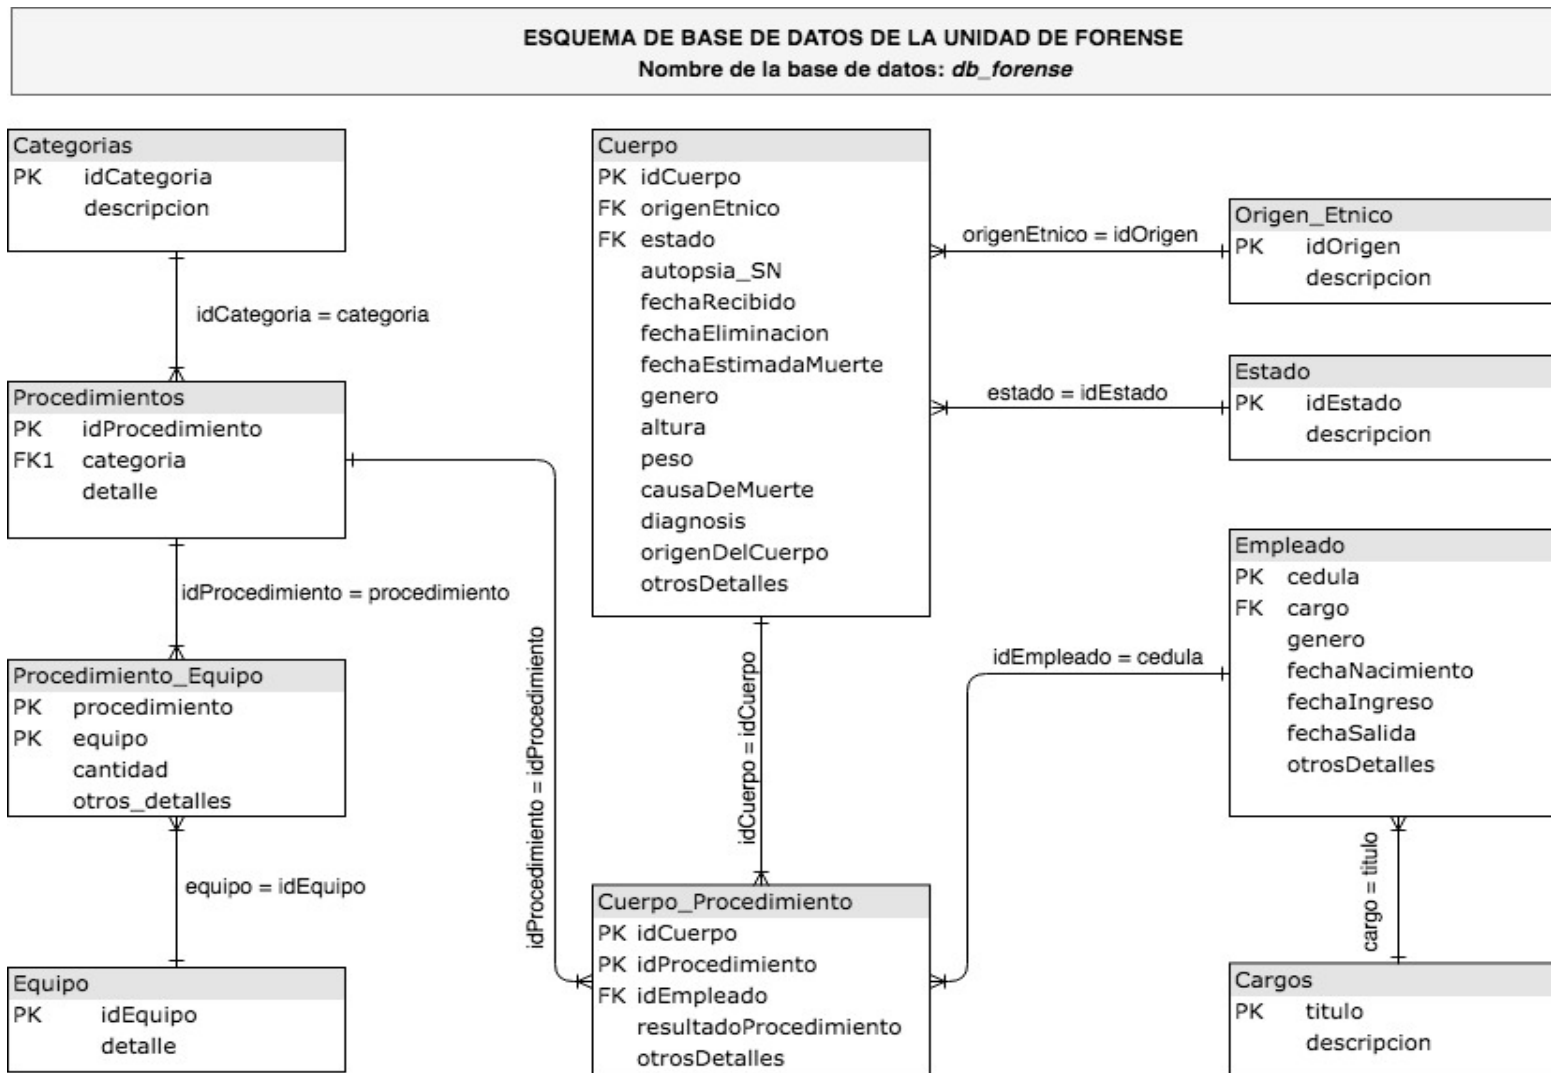 ESQUEMA DE BASE DE DATOS DE LA UNIDAD DE FORENSE
Nombre de la base de datos: db_forense
Categorias
PK idCategoria
descripcion
idCategoria = categoria
Procedimientos
PK idProcedimiento
FK1 categoria
detalle
idProcedimiento = procedimiento
Procedimiento_Equipo
PK procedimiento
PK equipo
cantidad
otros_detalles
equipo = idEquipo
Equipo
PK idEquipo
detalle
idProcedimiento = idProcedimiento
Cuerpo
PK idCuerpo
FK origenEtnico
FK estado
autopsia_SN
fechaRecibido
fechaEliminacion
fechaEstimadaMuerte
genero
altura
peso
causaDeMuerte
diagnosis
origenDelCuerpo
otrosDetalles
idCuerpo = idCuerpo
Cuerpo_Procedimiento
PK idCuerpo
PK idProcedimiento
FK idEmpleado
resultadoProcedimiento
otrosDetalles
origenEtnico = idOrigen
Origen_Etnico
PK idOrigen
descripcion
estado = idEstado
Estado
PK idEstado
descripcion
idEmpleado = cedula
Empleado
PK cedula
FK cargo
genero
fechaNacimiento
fechaIngreso
fechaSalida
otrosDetalles
cargo = titulo
Cargos
PK titulo
descripcion